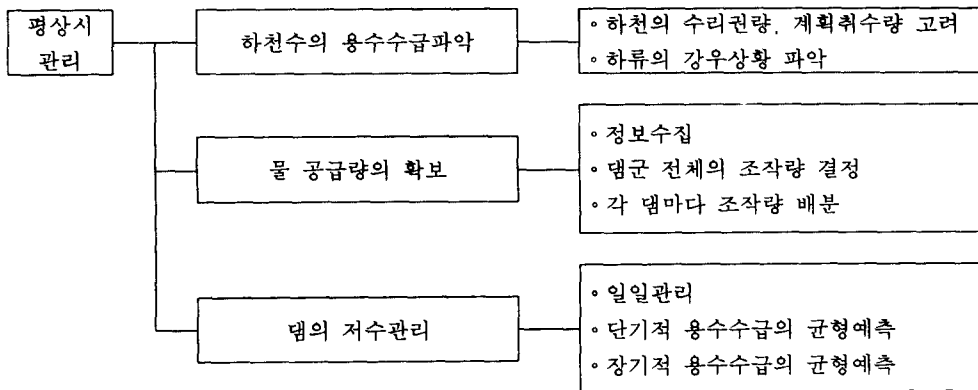 평상시
관리
하천수의 용수수급파악
◦ 하천의 수리권량, 계획취수량 고려
◦ 하류의 강우상황 파악
물 공급량의 확보
◦ 정보수집
◦ 댐군 전체의 조작량 결정
◦ 각 댐마다 조작량 배분
댐의 저수관리
◦ 일일관리
◦ 단기적 용수수급의 균형예측
◦ 장기적 용수수급의 균형예측